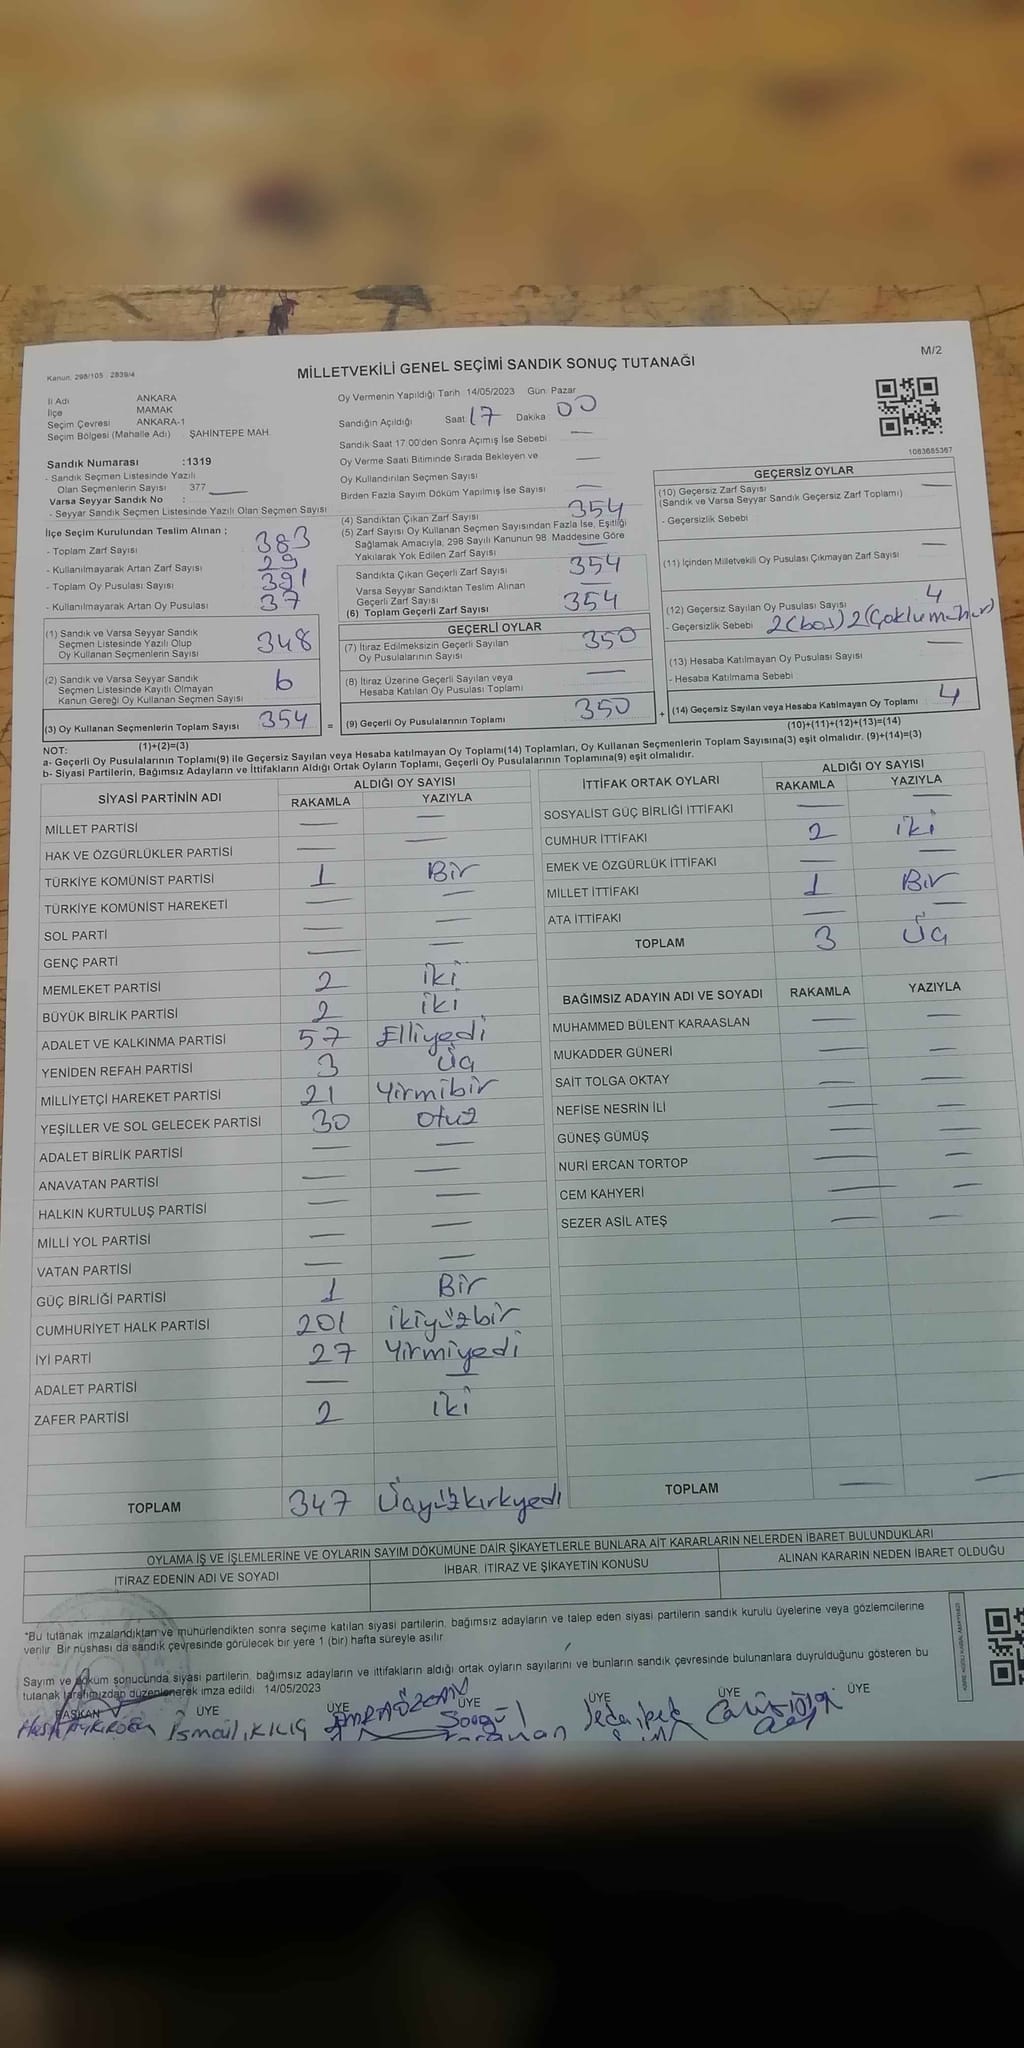 Kanun. 298/105 2839/4
MİLLETVEKİLİ GENEL SEÇİMİ SANDIK SONUÇ TUTANAĞI
M/2
İl Adı ANKARA
İlçe MAMAK
Seçim Çevresi ANKARA-1
Seçim Bölgesi (Mahalle Adı) ŞAHİNTEPE MAH.
Sandık Numarası :1319
- Sandık Seçmen Listesinde Yazılı
Olan Seçmenlerin Sayısı 377
Varsa Seyyar Sandık No :
- Seyyar Sandık Seçmen Listesinde Yazılı Olan Seçmen Sayısı
Oy Vermenin Yapıldığı Tarih 14/05/2023 Gün: Pazar
Sandığın Açıldığı Saat 17 Dakika 00
Sandık Saat 17.00'den Sonra Açımış İse Sebebi —
Oy Verme Saati Bitiminde Sırada Bekleyen ve
Oy Kullandırılan Seçmen Sayısı —
Birden Fazla Sayım Döküm Yapılmış İse Sayısı —
1083685367
İlçe Seçim Kurulundan Teslim Alınan ;
- Toplam Zarf Sayısı 383
- Kullanılmayarak Artan Zarf Sayısı 29
- Toplam Oy Pusulası Sayısı 391
- Kullanılmayarak Artan Oy Pusulası 37
(1) Sandık ve Varsa Seyyar Sandık
Seçmen Listesinde Yazılı Olup
Oy Kullanan Seçmenlerin Sayısı 348
(2) Sandık ve Varsa Seyyar Sandık
Seçmen Listesinde Kayıtlı Olmayan
Kanun Gereği Oy Kullanan Seçmen Sayısı 6
(3) Oy Kullanan Seçmenlerin Toplam Sayısı 354
(1)+(2)=(3)
(4) Sandıktan Çıkan Zarf Sayısı 354
(5) Zarf Sayısı Oy Kullanan Seçmen Sayısından Fazla İse, Eşitliği
Sağlamak Amacıyla, 298 Sayılı Kanunun 98. Maddesine Göre
Yakılarak Yok Edilen Zarf Sayısı —
Sandıkta Çıkan Geçerli Zarf Sayısı 354
Varsa Seyyar Sandıktan Teslim Alınan
Geçerli Zarf Sayısı —
(6) Toplam Geçerli Zarf Sayısı 354
GEÇERLİ OYLAR
(7) İtiraz Edilmeksizin Geçerli Sayılan
Oy Pusulalarının Sayısı 350
(8) İtiraz Üzerine Geçerli Sayılan veya
Hesaba Katılan Oy Pusulası Toplamı —
= (9) Geçerli Oy Pusulalarının Toplamı 350
GEÇERSİZ OYLAR
(10) Geçersiz Zarf Sayısı —
(Sandık ve Varsa Seyyar Sandık Geçersiz Zarf Toplamı)
- Geçersizlik Sebebi
(11) İçinden Milletvekili Oy Pusulası Çıkmayan Zarf Sayısı —
(12) Geçersiz Sayılan Oy Pusulası Sayısı 4
- Geçersizlik Sebebi 2(boş) 2(Çoklumühür)
(13) Hesaba Katılmayan Oy Pusulası Sayısı —
- Hesaba Katılmama Sebebi
+ (14) Geçersiz Sayılan veya Hesaba Katılmayan Oy Toplamı 4
(10)+(11)+(12)+(13)=(14)
NOT:
a- Geçerli Oy Pusulalarının Toplamı(9) ile Geçersiz Sayılan veya Hesaba katılmayan Oy Toplamı(14) Toplamları, Oy Kullanan Seçmenlerin Toplam Sayısına(3) eşit olmalıdır. (9)+(14)=(3)
b- Siyasi Partilerin, Bağımsız Adayların ve İttifakların Aldığı Ortak Oyların Toplamı, Geçerli Oy Pusulalarının Toplamına(9) eşit olmalıdır.
SİYASİ PARTİNİN ADI ALDIĞI OY SAYISI
RAKAMLA YAZIYLA
MİLLET PARTİSİ — —
HAK VE ÖZGÜRLÜKLER PARTİSİ — —
TÜRKİYE KOMÜNİST PARTİSİ 1 Bir
TÜRKİYE KOMÜNİST HAREKETİ — —
SOL PARTİ — —
GENÇ PARTİ — —
MEMLEKET PARTİSİ 2 iki
BÜYÜK BİRLİK PARTİSİ 2 iki
ADALET VE KALKINMA PARTİSİ 57 Elliyedi
YENİDEN REFAH PARTİSİ 3 Üç
MİLLİYETÇİ HAREKET PARTİSİ 21 Yirmibir
YEŞİLLER VE SOL GELECEK PARTİSİ 30 Otuz
ADALET BİRLİK PARTİSİ — —
ANAVATAN PARTİSİ — —
HALKIN KURTULUŞ PARTİSİ — —
MİLLİ YOL PARTİSİ — —
VATAN PARTİSİ — —
GÜÇ BİRLİĞİ PARTİSİ 1 Bir
CUMHURİYET HALK PARTİSİ 201 ikiyüzbir
İYİ PARTİ 27 Yirmiyedi
ADALET PARTİSİ — —
ZAFER PARTİSİ 2 iki
TOPLAM 347 Üçyüzkırkyedi
İTTİFAK ORTAK OYLARI ALDIĞI OY SAYISI
RAKAMLA YAZIYLA
SOSYALİST GÜÇ BİRLİĞİ İTTİFAKI — —
CUMHUR İTTİFAKI 2 iki
EMEK VE ÖZGÜRLÜK İTTİFAKI — —
MİLLET İTTİFAKI 1 Bir
ATA İTTİFAKI — —
TOPLAM 3 Üç
BAĞIMSIZ ADAYIN ADI VE SOYADI RAKAMLA YAZIYLA
MUHAMMED BÜLENT KARAASLAN — —
MUKADDER GÜNERİ — —
SAİT TOLGA OKTAY — —
NEFİSE NESRİN İLİ — —
GÜNEŞ GÜMÜŞ — —
NURİ ERCAN TORTOP — —
CEM KAHYERİ — —
SEZER ASİL ATEŞ — —
TOPLAM — —
OYLAMA İŞ VE İŞLEMLERİNE VE OYLARIN SAYIM DÖKÜMÜNE DAİR ŞİKAYETLERLE BUNLARA AİT KARARLARIN NELERDEN İBARET BULUNDUKLARI
İTİRAZ EDENİN ADI VE SOYADI İHBAR, İTİRAZ VE ŞİKAYETİN KONUSU ALINAN KARARIN NEDEN İBARET OLDUĞU
*Bu tutanak imzalandıktan ve mühürlendikten sonra seçime katılan siyasi partilerin, bağımsız adayların ve talep eden siyasi partilerin sandık kurulu üyelerine veya gözlemcilerine
verilir. Bir nüshası da sandık çevresinde görülecek bir yere 1 (bir) hafta süreyle asılır.
Sayım ve döküm sonucunda siyasi partilerin, bağımsız adayların ve ittifakların aldığı ortak oyların sayılarını ve bunların sandık çevresinde bulunanlara duyrulduğunu gösteren bu
tutanak tarafımızdan düzenlenerek imza edildi. 14/05/2023
BAŞKAN ÜYE ÜYE ÜYE ÜYE ÜYE ÜYE
İsmail KILIÇ